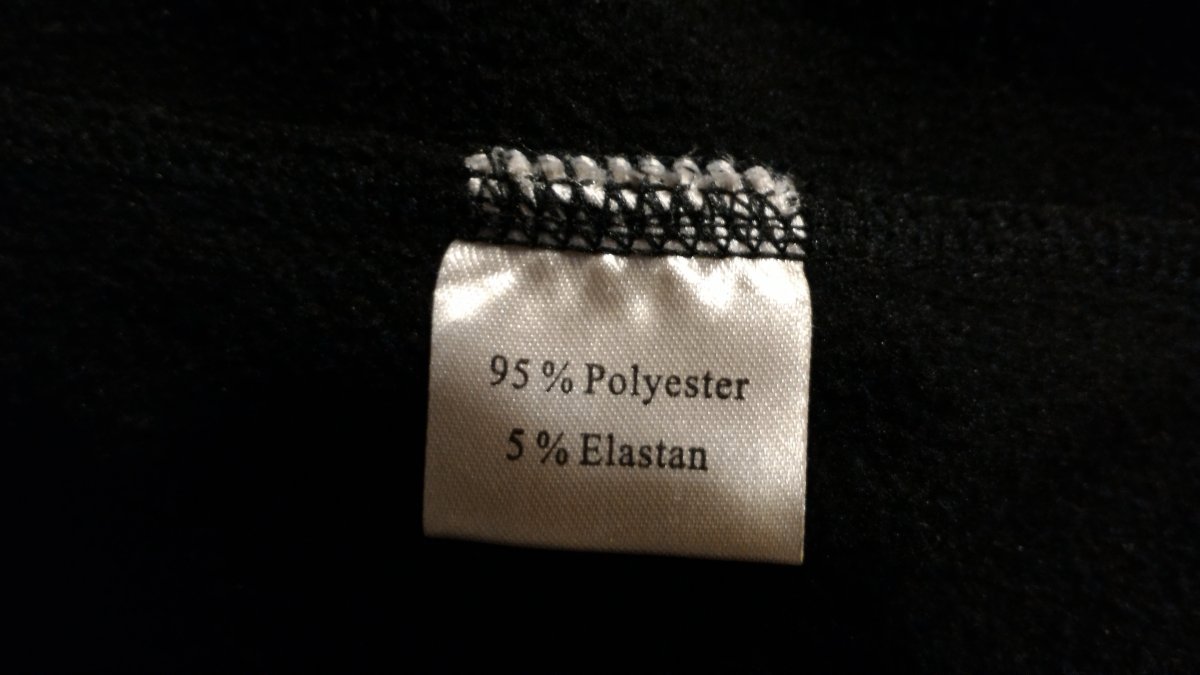 95 % Polyester
5 % Elastan